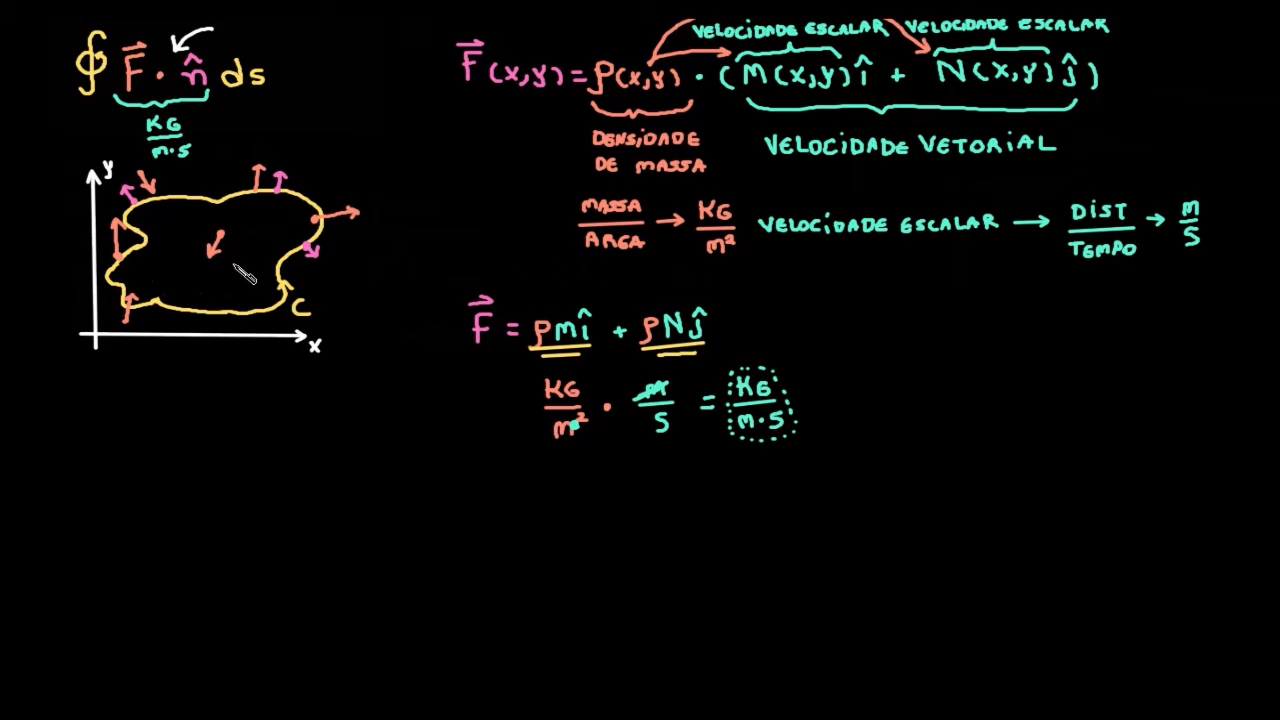 ∮ F⃗ · n̂ ds
KG
m·s
y
C
x
VELOCIDADE ESCALAR VELOCIDADE ESCALAR
F⃗(x,y) = ρ(x,y) · (M(x,y)î + N(x,y)ĵ)
DENSIDADE
DE MASSA
VELOCIDADE VETORIAL
MASSA
ÁREA → KG
m²
VELOCIDADE ESCALAR → DIST
TEMPO → m
s
F⃗ = ρMî + ρNĵ
KG
m² · m
s = KG
m·s